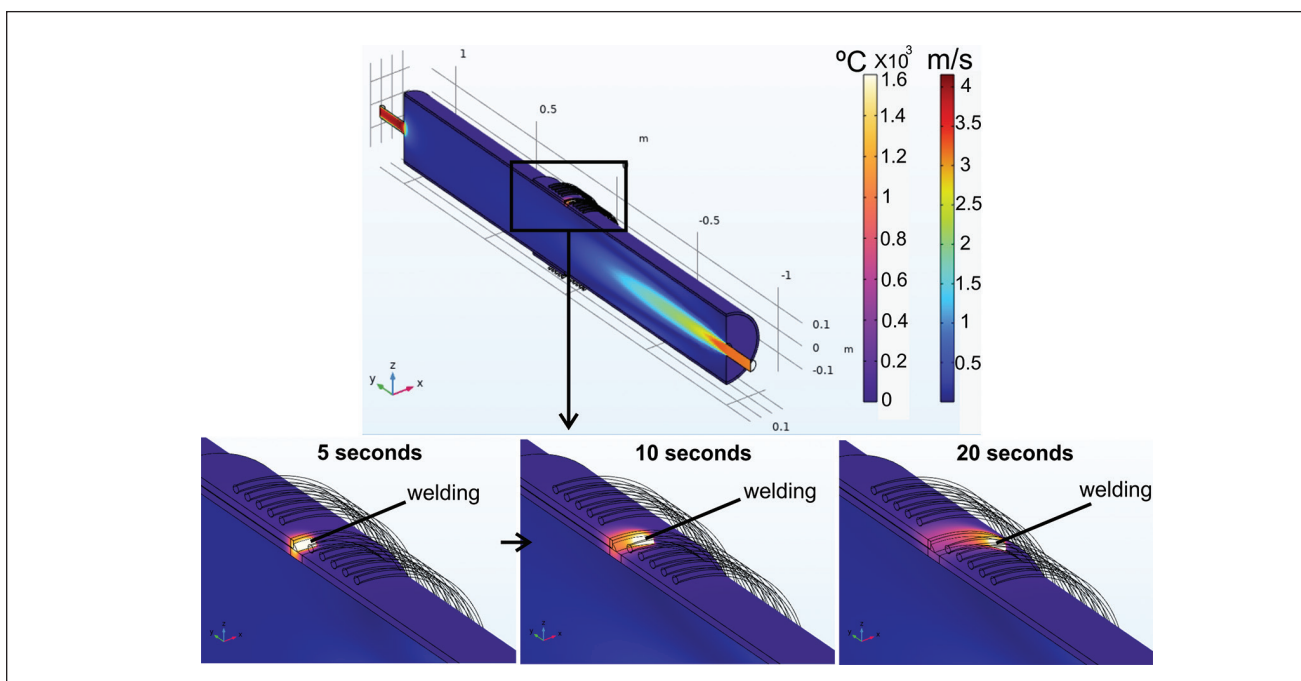 ºC X10³ m/s
1
0.5
m
-0.5
-1
0.1
0
-0.1
m
0.1
y z x
1.6
1.4
1.2
1
0.8
0.6
0.4
0.2
0
4
3.5
3
2.5
2
1.5
1
0.5
5 seconds
welding
10 seconds
welding
20 seconds
welding
y z x
y z x
y z x